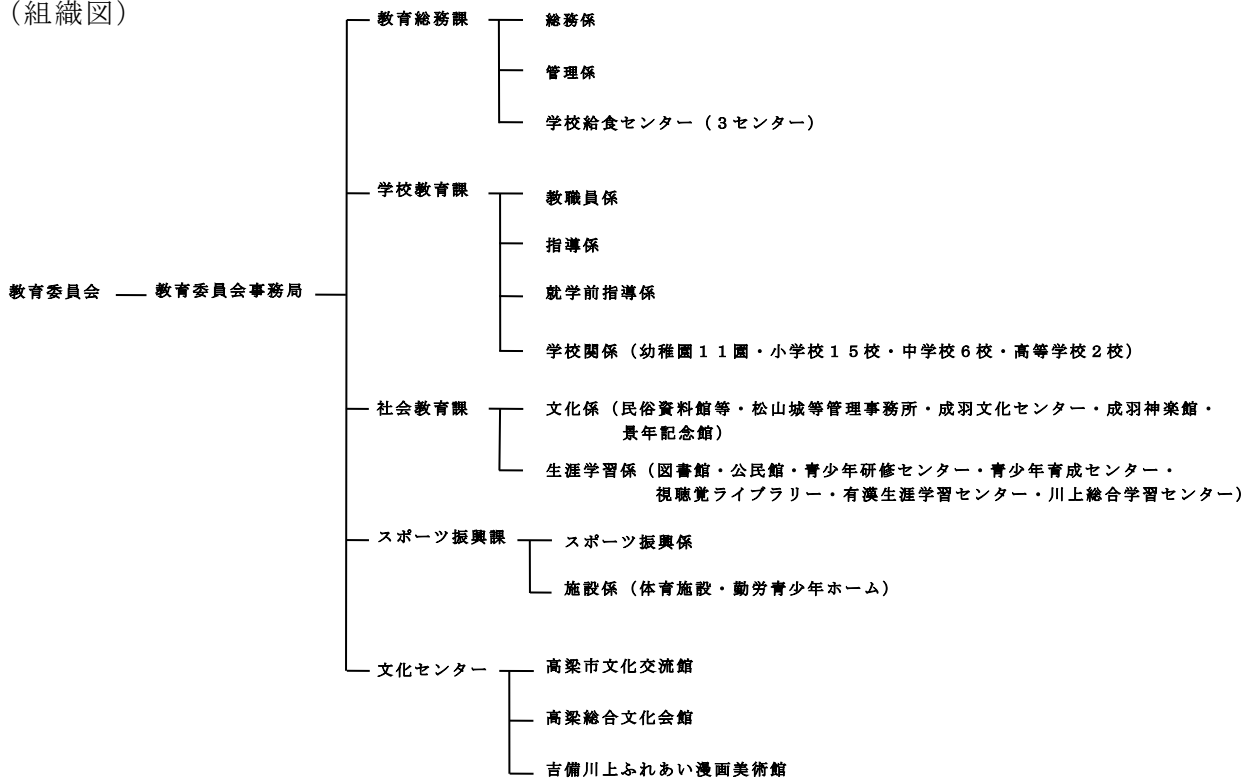 （組織図）
教育総務課
総務係
管理係
学校給食センター（３センター）
学校教育課
教職員係
指導係
就学前指導係
学校関係（幼稚園１１園・小学校１５校・中学校６校・高等学校２校）
教育委員会
教育委員会事務局
社会教育課
文化係（民俗資料館等・松山城等管理事務所・成羽文化センター・成羽神楽館・
景年記念館）
生涯学習係（図書館・公民館・青少年研修センター・青少年育成センター・
視聴覚ライブラリー・有漢生涯学習センター・川上総合学習センター）
スポーツ振興課
スポーツ振興係
施設係（体育施設・勤労青少年ホーム）
文化センター
高梁市文化交流館
高梁総合文化会館
吉備川上ふれあい漫画美術館